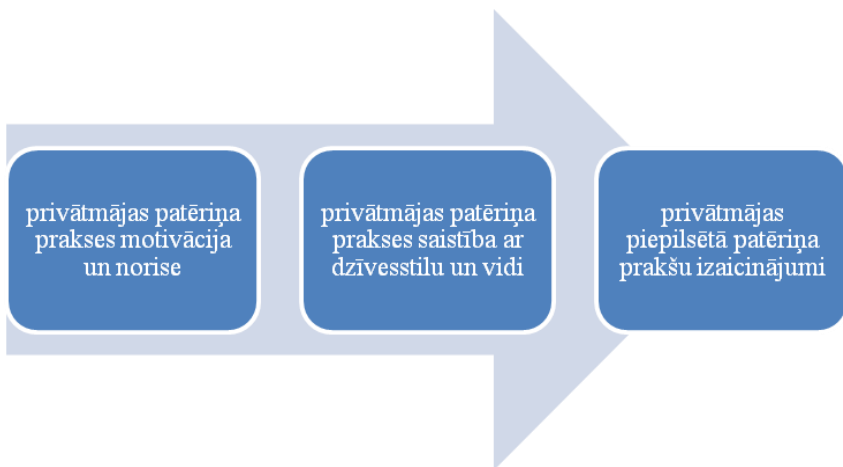 privātmājas patēriņa
prakses motivācija
un norise
privātmājas patēriņa
prakses saistība ar
dzīvesstilu un vidi
privātmājas
piepilsētā patēriņa
prakšu izaicinājumi